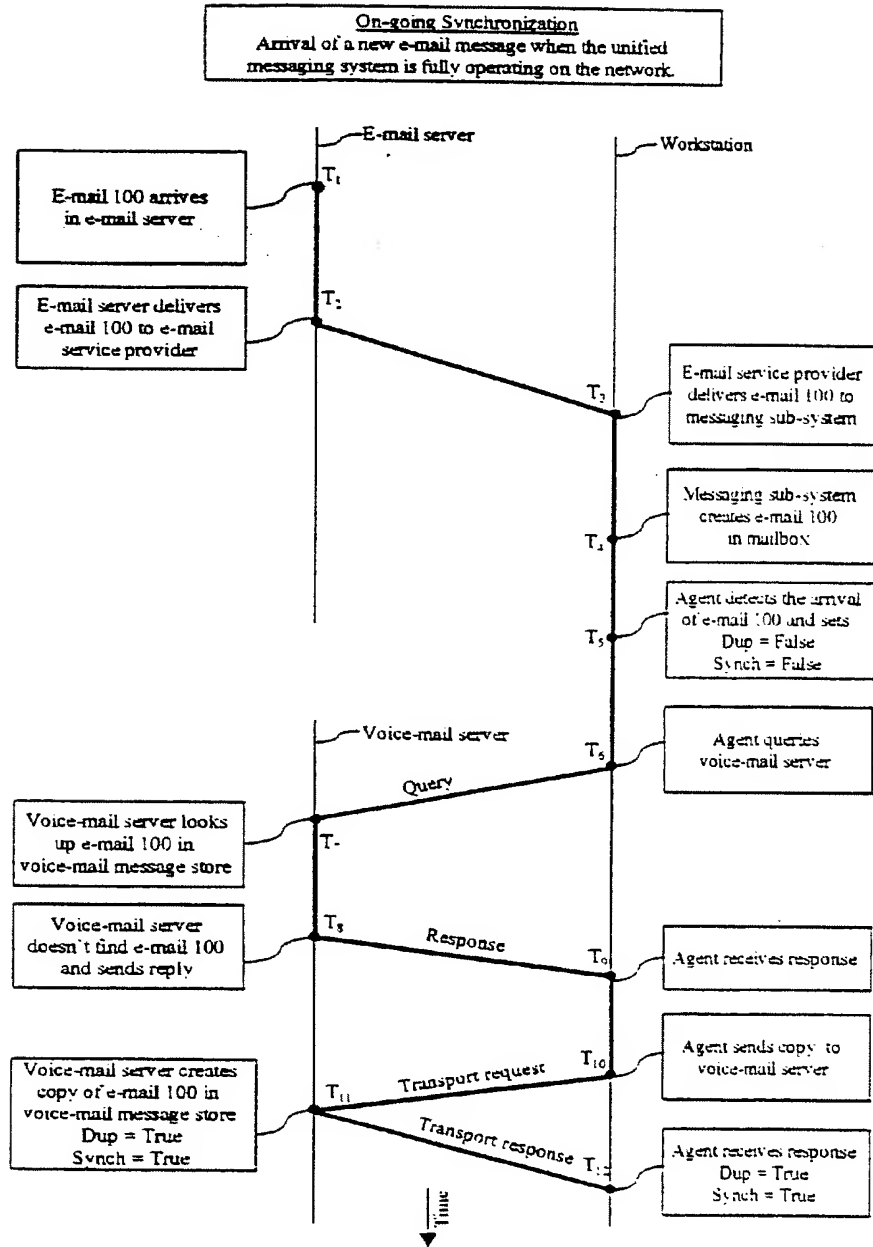 On-going Synchronization
Arrival of a new e-mail message when the unified
messaging system is fully operating on the network.
E-mail server
Workstation
T1
E-mail 100 arrives
in e-mail server
T2
E-mail server delivers
e-mail 100 to e-mail
service provider
T3
E-mail service provider
delivers e-mail 100 to
messaging sub-system
T4
Messaging sub-system
creates e-mail 100
in mailbox
T5
Agent detects the arrival
of e-mail 100 and sets
Dup = False
Synch = False
Voice-mail server
T6
Agent queries
voice-mail server
Query
Voice-mail server looks
up e-mail 100 in
voice-mail message store
T7
Voice-mail server
doesn't find e-mail 100
and sends reply
T8
Response
T9
Agent receives response
T10
Agent sends copy to
voice-mail server
Transport request
Voice-mail server creates
copy of e-mail 100 in
voice-mail message store
Dup = True
Synch = True
T11
Transport response
T12
Agent receives response
Dup = True
Synch = True
Time